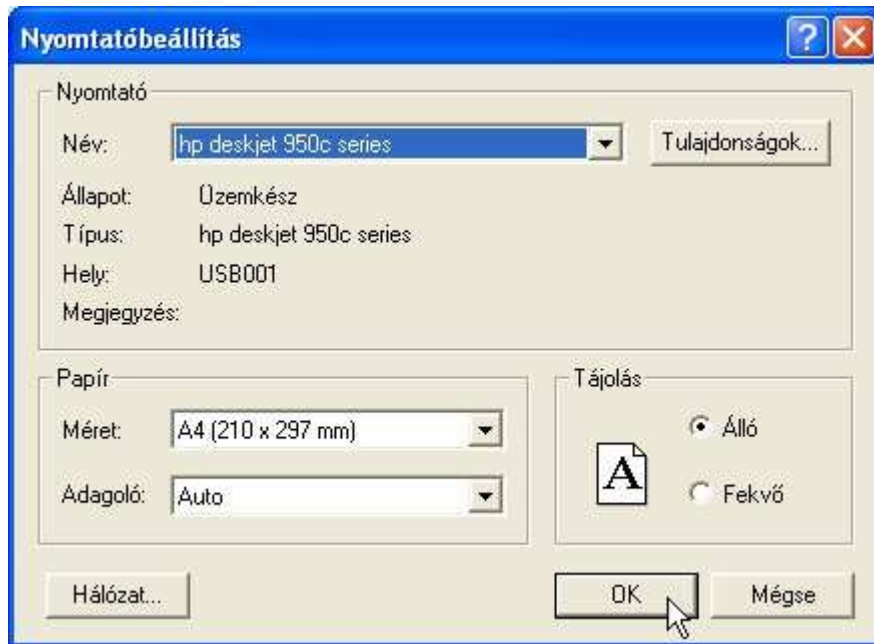 Nyomtatóbeállítás
Nyomtató
Név: hp deskjet 950c series Tulajdonságok...
Állapot: Üzemkész
Típus: hp deskjet 950c series
Hely: USB001
Megjegyzés:
Papír
Méret: A4 (210 x 297 mm)
Adagoló: Auto
Tájolás
A
Álló
Fekvő
Hálózat... OK Mégse